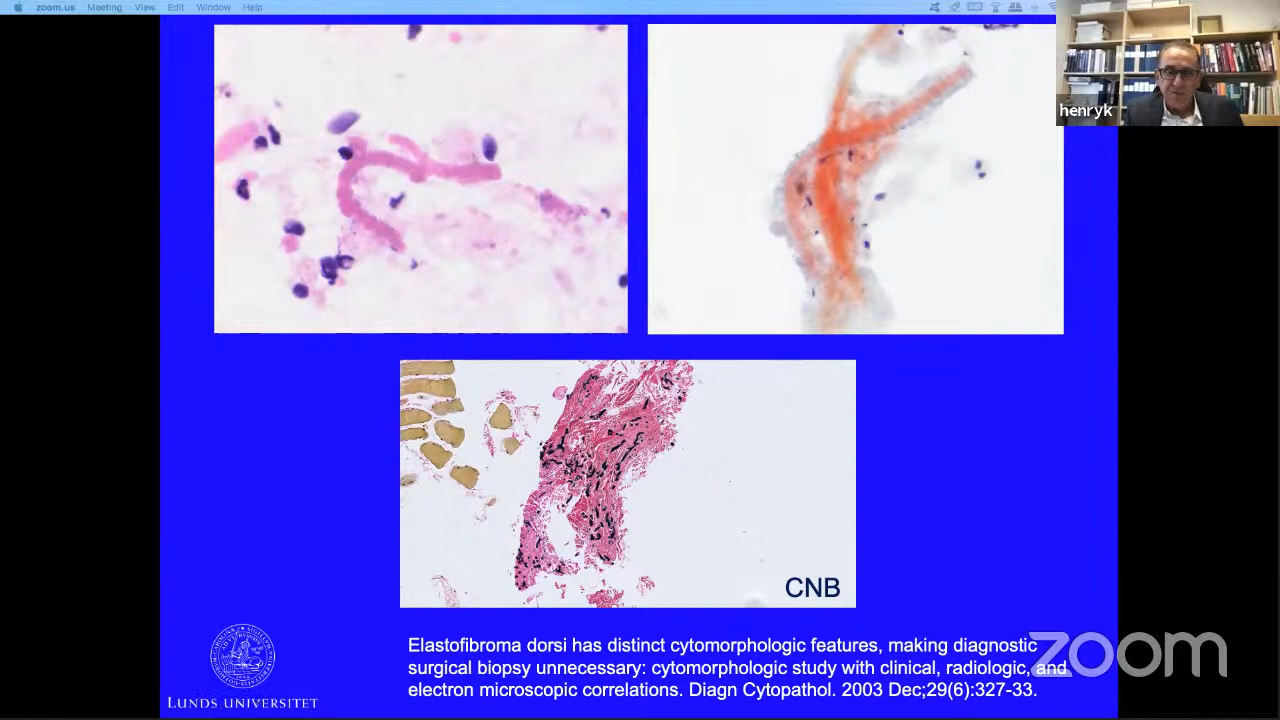 zoom.us Meeting View Edit Window Help
henryk
CNB
Elastofibroma dorsi has distinct cytomorphologic features, making diagnostic
surgical biopsy unnecessary: cytomorphologic study with clinical, radiologic, and
electron microscopic correlations. Diagn Cytopathol. 2003 Dec;29(6):327-33.
zoom
LUNDS UNIVERSITET